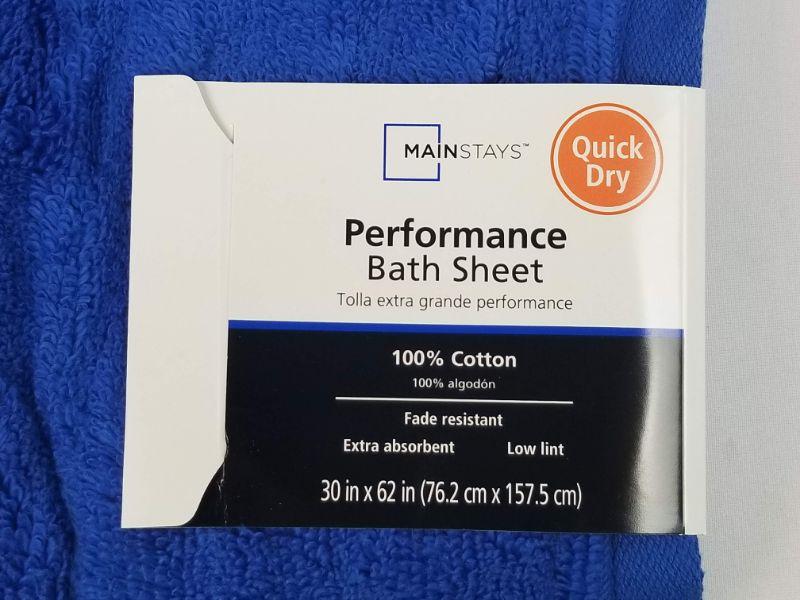 MAINSTAYS™
Quick
Dry
Performance
Bath Sheet
Tolla extra grande performance
100% Cotton
100% algodón
Fade resistant
Extra absorbent Low lint
30 in x 62 in (76.2 cm x 157.5 cm)